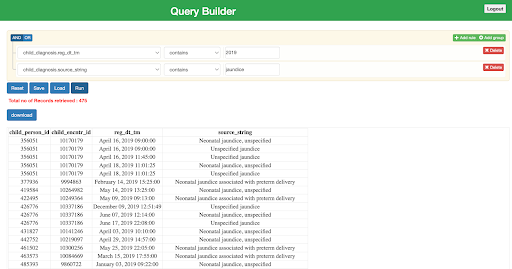 Query Builder
Logout
AND OR
Add rule Add group
child_diagnosis.reg_dt_tm contains 2019 Delete
child_diagnosis.source_string contains jaundice Delete
Reset Save Load Run
Total no of Records retrieved - 475
download
child_person_id child_encntr_id reg_dt_tm source_string
356051 10170179 April 16, 2019 09:00:00 Neonatal jaundice, unspecified
356051 10170179 April 16, 2019 09:00:00 Unspecified jaundice
356051 10170179 April 16, 2019 11:45:00 Unspecified jaundice
356051 10170179 April 18, 2019 11:01:25 Neonatal jaundice, unspecified
356051 10170179 April 18, 2019 11:01:25 Unspecified jaundice
377936 9994863 February 14, 2019 15:25:00 Neonatal jaundice associated with preterm delivery
419584 10264982 May 14, 2019 13:25:00 Neonatal jaundice, unspecified
422495 10249364 May 09, 2019 09:13:00 Neonatal jaundice associated with preterm delivery
426776 10337186 December 09, 2019 12:51:49 Unspecified jaundice
426776 10337186 June 07, 2019 12:14:00 Neonatal jaundice, unspecified
426776 10337186 June 17, 2019 22:08:00 Unspecified jaundice
431827 10141246 April 03, 2019 10:10:00 Neonatal jaundice, unspecified
442752 10219097 April 29, 2019 14:57:00 Neonatal jaundice, unspecified
461502 10300256 May 25, 2019 22:05:00 Neonatal jaundice associated with preterm delivery
463573 10084669 March 15, 2019 17:55:00 Neonatal jaundice associated with preterm delivery
485393 9860722 January 03, 2019 09:22:00 Neonatal jaundice, unspecified